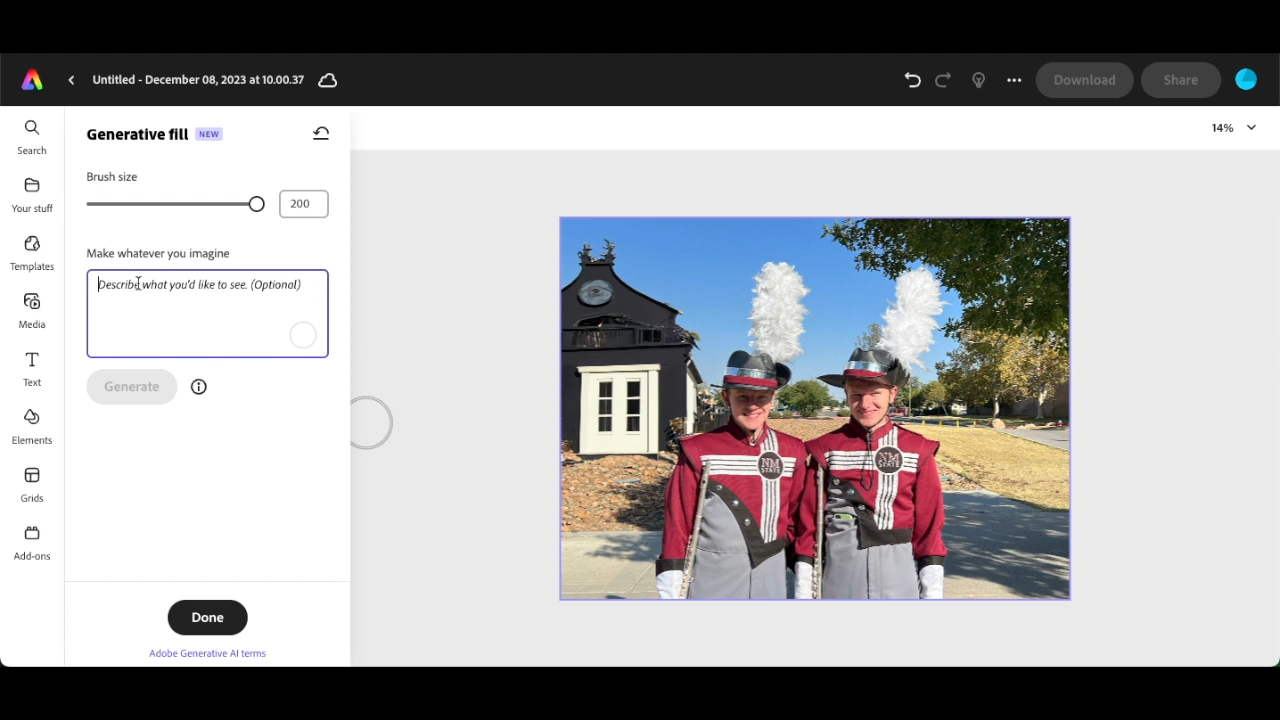 Untitled - December 08, 2023 at 10.00.37
Download
Share
Search
Your stuff
Templates
Media
Text
Elements
Grids
Add-ons
Generative fill NEW
Brush size
200
Make whatever you imagine
Describe what you'd like to see. (Optional)
Generate
Done
Adobe Generative AI terms
14%
NM
STATE
NM
STATE